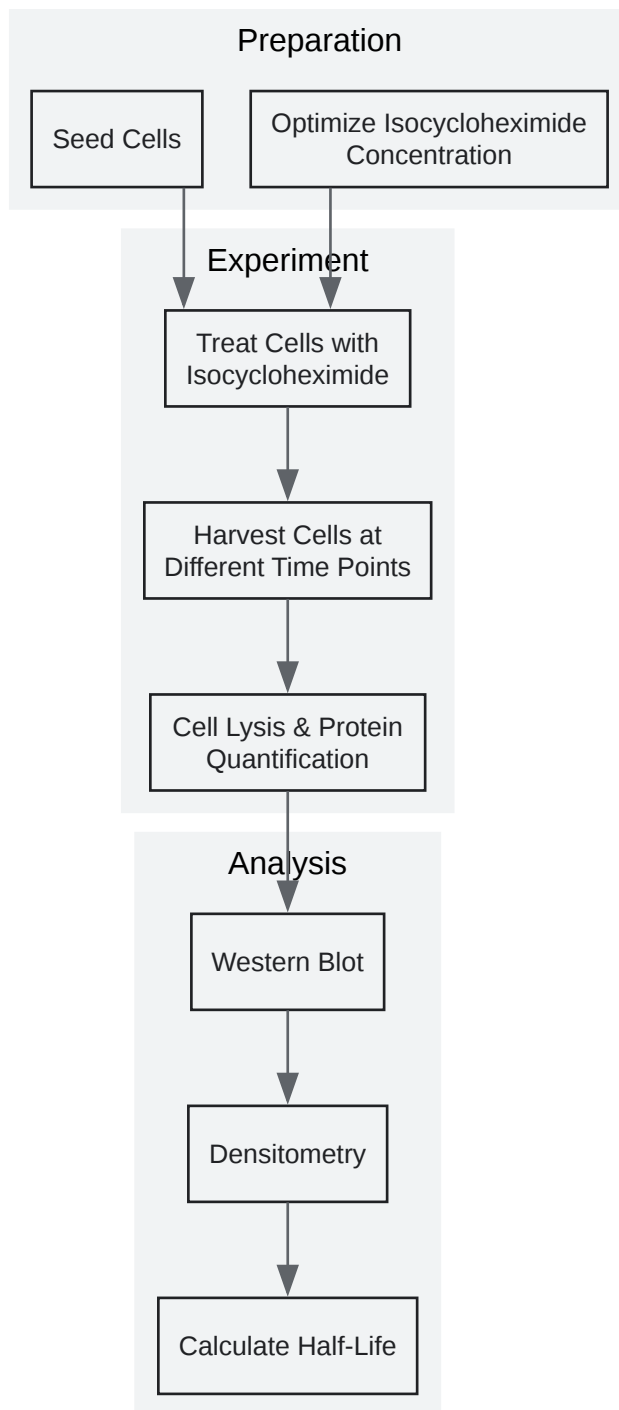 Preparation
Seed Cells
Optimize Isocycloheximide
Concentration
Experiment
Treat Cells with
Isocycloheximide
Harvest Cells at
Different Time Points
Cell Lysis & Protein
Quantification
Analysis
Western Blot
Densitometry
Calculate Half-Life